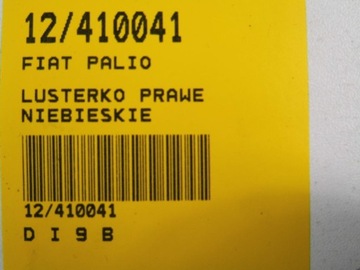 12/410041
FIAT PALIO
LUSTERKO PRAWE
NIEBIESKIE
12/410041
D I 9 B